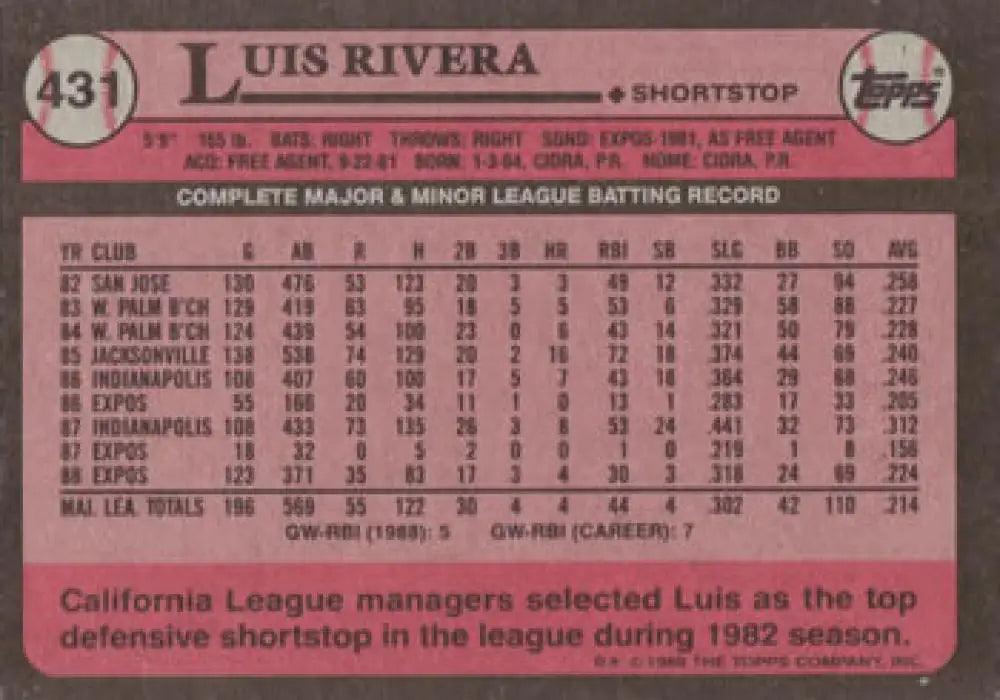 431
LUIS RIVERA
SHORTSTOP
TOPPS®
5'9" 165 lb. BATS: RIGHT THROWS: RIGHT SGND: EXPOS-1981, AS FREE AGENT
ACQ: FREE AGENT, 9-22-81 BORN: 1-3-64, CIDRA, P.R. HOME: CIDRA, P.R.
COMPLETE MAJOR & MINOR LEAGUE BATTING RECORD
YR CLUB G AB R H 2B 3B HR RBI SB SLG BB SO AVG
82 SAN JOSE 130 476 53 123 20 3 3 49 12 .332 27 94 .258
83 W. PALM B'CH 129 419 63 95 18 5 5 53 6 .329 58 88 .227
84 W. PALM B'CH 124 439 54 100 23 0 6 43 14 .321 50 79 .228
85 JACKSONVILLE 138 538 74 129 20 2 16 72 18 .374 44 69 .240
86 INDIANAPOLIS 108 407 60 100 17 5 7 43 18 .364 29 68 .246
86 EXPOS 55 166 20 34 11 1 0 13 1 .283 17 33 .205
87 INDIANAPOLIS 108 433 73 135 26 3 8 53 24 .441 32 73 .312
87 EXPOS 18 32 0 5 2 0 0 1 0 .219 1 8 .156
88 EXPOS 123 371 35 83 17 3 4 30 3 .318 24 69 .224
MAJ. LEA. TOTALS 196 569 55 122 30 4 4 44 4 .302 42 110 .214
GW-RBI (1988): 5 GW-RBI (CAREER): 7
California League managers selected Luis as the top
defensive shortstop in the league during 1982 season.
© 1989 THE TOPPS COMPANY, INC.